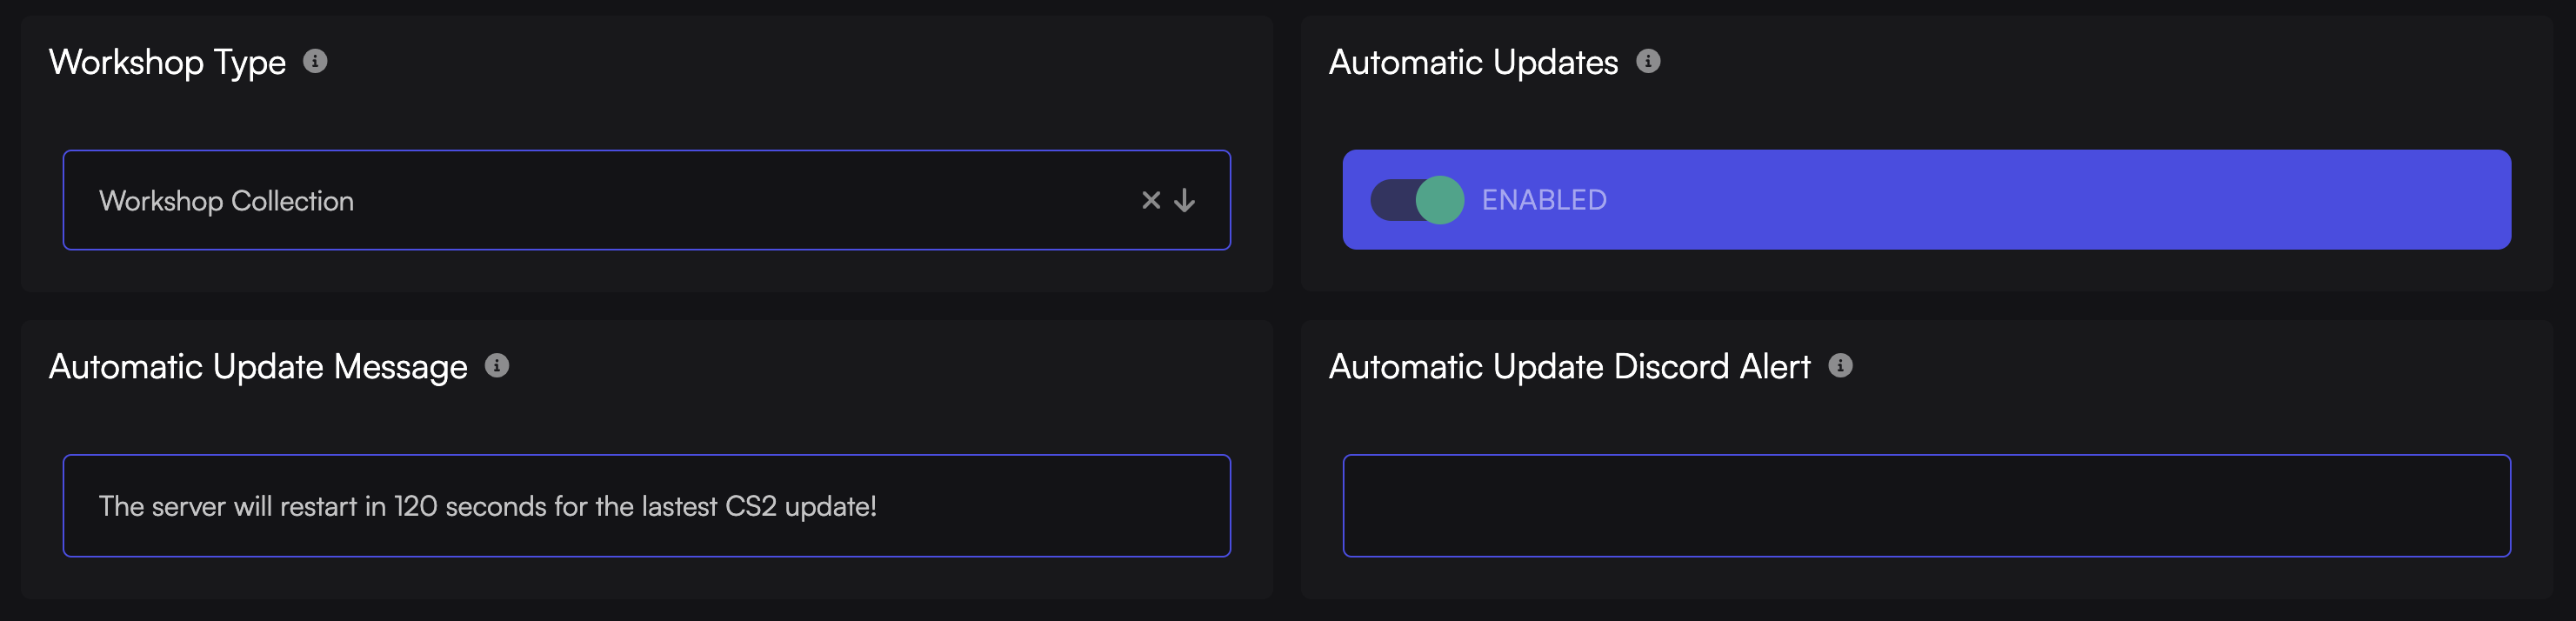 Workshop Type
Automatic Updates
Workshop Collection
ENABLED
Automatic Update Message
Automatic Update Discord Alert
The server will restart in 120 seconds for the lastest CS2 update!